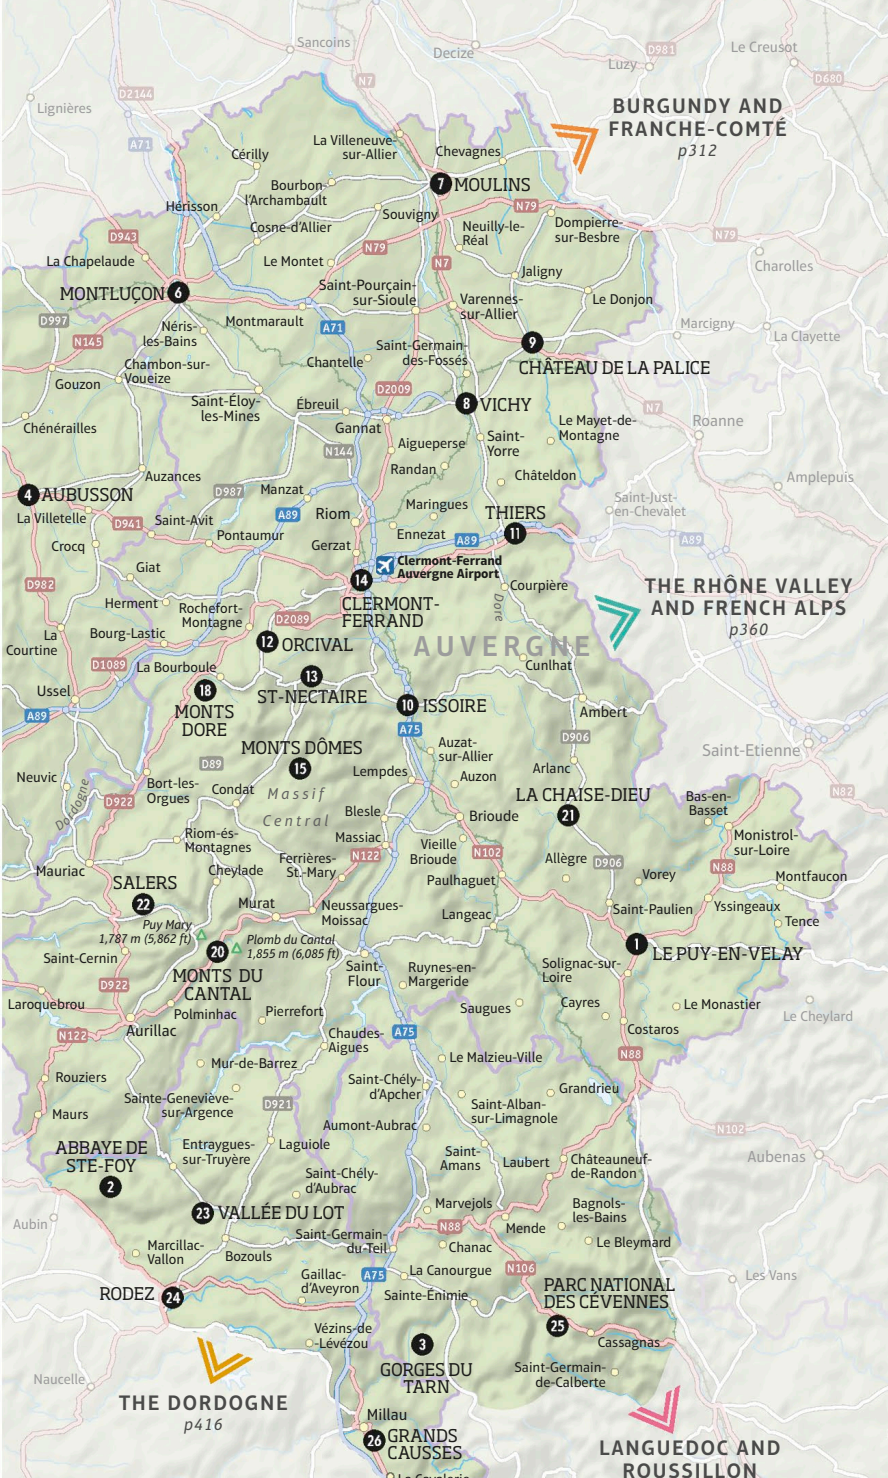 Sancoins
Decize
D981
Le Creusot
Luzy
N7
D680
D2144
Lignières
BURGUNDY AND
FRANCHE-COMTÉ
p312
A71
La Villeneuve-
sur-Allier
Chevagnes
Cérilly
7 MOULINS
Bourbon-
l’Archambault
Souvigny
N79
Hérisson
Cosne-d’Allier
Neuilly-le-
Réal
Dompierre-
sur-Besbre
N79
D943
N79
La Chapelaude
Le Montet
N7
Jaligny
Charolles
MONTLUÇON 6
Saint-Pourçain-
sur-Sioule
Varennes-
sur-Allier
Le Donjon
D997
Montmarault
A71
Marcigny
La Clayette
Néris-
les-Bains
N145
Saint-Germain-
des-Fossés
9
CHÂTEAU DE LA PALICE
Chambon-sur-
Voueize
Chantelle
Gouzon
D2009
Saint-Éloy-
les-Mines
Ébreuil
8 VICHY
N7
Roanne
Chénérailles
Gannat
Le Mayet-de-
Montagne
Aigueperse
Saint-
Yorre
N144
Randan
Châteldon
Auzances
Amplepuis
4 AUBUSSON
D987
Manzat
Saint-Just-
en-Chevalet
La Villetelle
D941
Saint-Avit
A89
Riom
Maringues
THIERS
11
Pontaumur
Ennezat
A89
A89
Crocq
Gerzat
Clermont-Ferrand
Auvergne Airport
Giat
14
CLERMONT-
FERRAND
Courpière
D982
THE RHÔNE VALLEY
AND FRENCH ALPS
p360
Herment
Rochefort-
Montagne
D2089
Dore
La
Courtine
Bourg-Lastic
12 ORCIVAL
AUVERGNE
D1089
La Bourboule
Cunlhat
13
ST-NECTAIRE
Ussel
18
MONTS
DORE
10 ISSOIRE
Ambert
A89
A75
D906
MONTS DÔMES
15
Auzat-
sur-Allier
Saint-Etienne
D89
Lempdes
Arlanc
Neuvic
Bort-les-
Orgues
Condat
Massif
Central
Auzon
N82
Dordogne
D922
LA CHAISE-DIEU
21
Bas-en-
Basset
Blesle
Brioude
Riom-és-
Montagnes
Massiac
Vieille
Brioude
Monistrol-
sur-Loire
Ferrières-
St.-Mary
N122
N102
Allègre
D906
Mauriac
Cheylade
N88
SALERS
22
Paulhaguet
Vorey
Montfaucon
Murat
Neussargues-
Moissac
Langeac
Saint-Paulien
Yssingeaux
Puy Mary
1,787 m (5,862 ft)
Tence
Plomb du Cantal
1,855 m (6,085 ft)
1
LE PUY-EN-VELAY
Saint-Cernin
20
MONTS DU
CANTAL
Saint-
Flour
Ruynes-en-
Margeride
Solignac-sur-
Loire
D922
Laroquebrou
Polminhac
Pierrefort
Saugues
Cayres
Le Monastier
Le Cheylard
Aurillac
N122
Chaudes-
Aigues
A75
Costaros
N88
Mur-de-Barrez
Le Malzieu-Ville
Rouziers
Saint-Chély-
d’Apcher
Grandrieu
Sainte-Geneviève-
sur-Argence
D921
Saint-Alban-
sur-Limagnole
Maurs
Aumont-Aubrac
N102
ABBAYE DE
STE-FOY
2
Entraygues-
sur-Truyère
Laguiole
Saint-
Amans
Laubert
Châteauneuf-
de-Randon
Aubenas
Saint-Chély-
d’Aubrac
23 VALLÉE DU LOT
Marvejols
Bagnols-
les-Bains
Aubin
N88
Mende
Saint-Germain-
du-Teil
Marcillac-
Vallon
Bozouls
Chanac
Le Bleymard
N106
A75
La Canourgue
Les Vans
RODEZ
24
Gaillac-
d’Aveyron
Sainte-Énimie
PARC NATIONAL
DES CÉVENNES
25
Vézins-de
-Lévézou
Cassagnas
3
GORGES DU
TARN
Saint-Germain-
de-Calberte
Naucelle
THE DORDOGNE
p416
Millau
26 GRANDS
CAUSSES
LANGUEDOC AND
ROUSSILLON